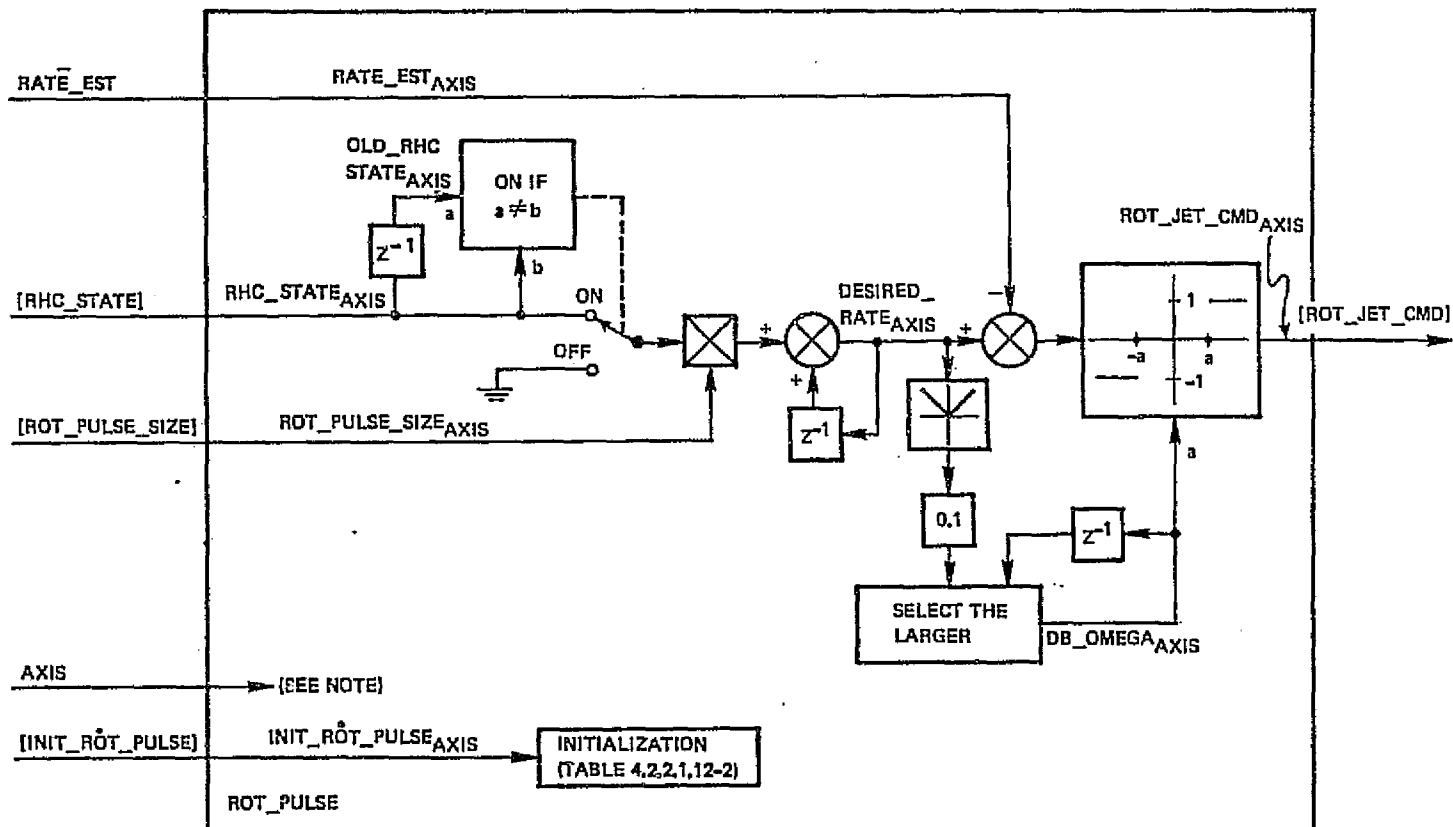 RATE_EST
RATE_EST AXIS
OLD_RHC
STATE AXIS
a
ON IF
a ≠ b
b
z⁻¹
[RHC_STATE]
RHC_STATE AXIS
ON
OFF
[ROT_PULSE_SIZE]
ROT_PULSE_SIZE AXIS
+
+
z⁻¹
DESIRED_
RATE AXIS
+
−
ROT_JET_CMD AXIS
1
-a
a
-1
[ROT_JET_CMD]
a
0.1
z⁻¹
SELECT THE
LARGER
DB_OMEGA AXIS
AXIS
(SEE NOTE)
[INIT_ROT_PULSE]
INIT_ROT_PULSE AXIS
INITIALIZATION
(TABLE 4.2.2.1.12-2)
ROT_PULSE